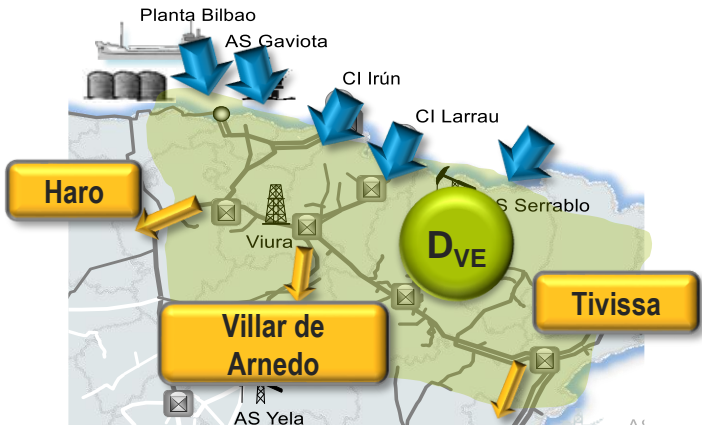 Planta Bilbao
AS Gaviota
CI Irún
CI Larrau
Haro
S Serrablo
Viura
DVE
Tivissa
Villar de
Arnedo
AS Yela